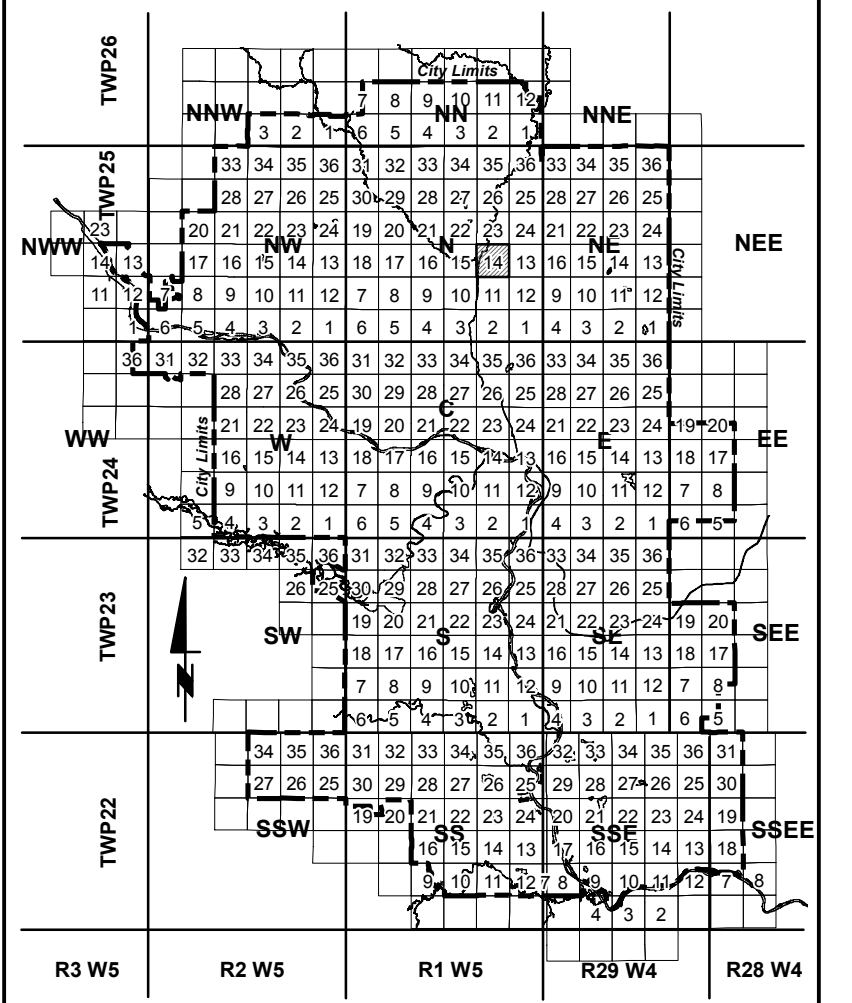 TWP26
City Limits
7 8 9 10 11 12
NNW NN NNE
3 2 1 6 5 4 3 2 1
TWP25
33 34 35 36 31 32 33 34 35 36 33 34 35 36
28 27 26 25 30 29 28 27 26 25 28 27 26 25
23 20 21 22 23 24 19 20 21 22 23 24 21 22 23 24
NWW NW N NE NEE
14 13 17 16 15 14 13 18 17 16 15 14 13 16 15 14 13
City Limits
11 12 7 8 9 10 11 12 7 8 9 10 11 12 9 10 11 12
1 6 5 4 3 2 1 6 5 4 3 2 1 4 3 2 1
36 31 32 33 34 35 36 31 32 33 34 35 36 33 34 35 36
28 27 26 25 30 29 28 27 26 25 28 27 26 25
C
21 22 23 24 19 20 21 22 23 24 21 22 23 24 19 20
WW W E EE
City Limits
16 15 14 13 18 17 16 15 14 13 16 15 14 13 18 17
TWP24
9 10 11 12 7 8 9 10 11 12 9 10 11 12 7 8
5 4 3 2 1 6 5 4 3 2 1 4 3 2 1 6 5
32 33 34 35 36 31 32 33 34 35 36 33 34 35 36
26 25 30 29 28 27 26 25 28 27 26 25
TWP23
19 20 21 22 23 24 21 22 23 24 19 20
SW S SE SEE
18 17 16 15 14 13 16 15 14 13 18 17
N
7 8 9 10 11 12 9 10 11 12 7 8
6 5 4 3 2 1 4 3 2 1 6 5
34 35 36 31 32 33 34 35 36 32 33 34 35 36 31
27 26 25 30 29 28 27 26 25 29 28 27 26 25 30
TWP22
19 20 21 22 23 24 20 21 22 23 24 19
SSW SS SSE SSEE
16 15 14 13 17 16 15 14 13 18
9 10 11 12 7 8 9 10 11 12 7 8
4 3 2
R3 W5 R2 W5 R1 W5 R29 W4 R28 W4